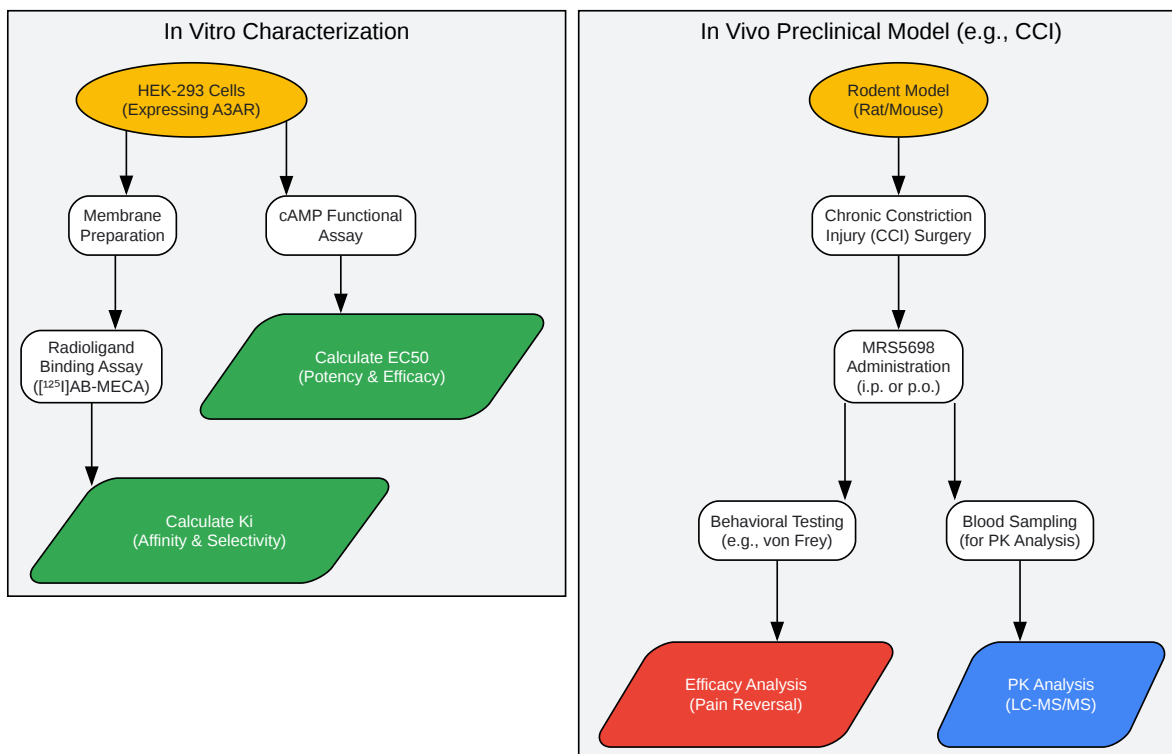 In Vitro Characterization
HEK-293 Cells
(Expressing A3AR)
Membrane
Preparation
cAMP Functional
Assay
Radioligand
Binding Assay
([¹²⁵I]AB-MECA)
Calculate EC50
(Potency & Efficacy)
Calculate Ki
(Affinity & Selectivity)
In Vivo Preclinical Model (e.g., CCI)
Rodent Model
(Rat/Mouse)
Chronic Constriction
Injury (CCI) Surgery
MRS5698
Administration
(i.p. or p.o.)
Behavioral Testing
(e.g., von Frey)
Blood Sampling
(for PK Analysis)
Efficacy Analysis
(Pain Reversal)
PK Analysis
(LC-MS/MS)